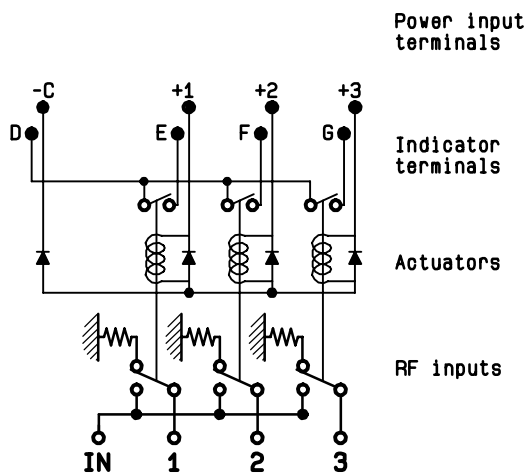 Power input
terminals
-C +1 +2 +3
D E F G
Indicator
terminals
Actuators
RF inputs
IN 1 2 3